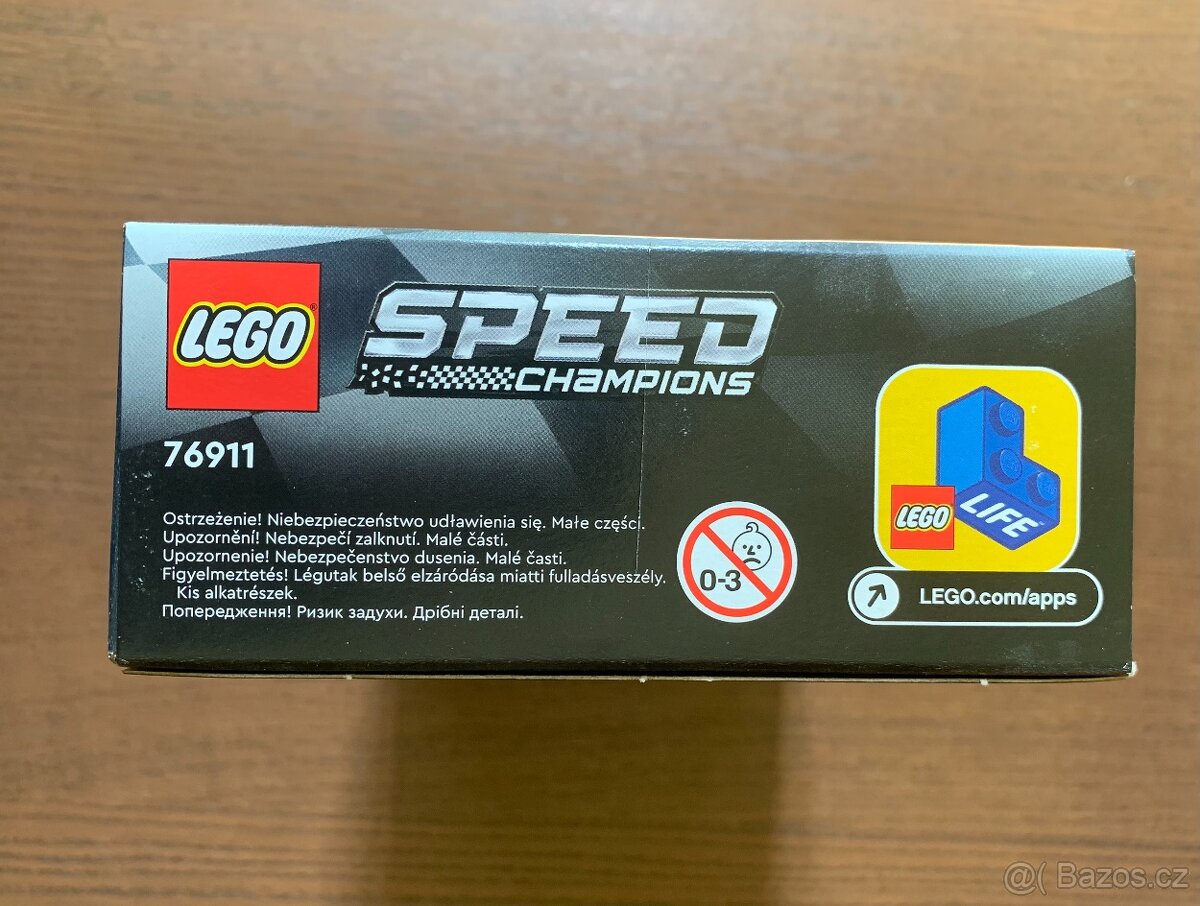 LEGO®
SPEED
CHAMPIONS
76911
Ostrzeżenie! Niebezpieczeństwo udławienia się. Małe części.
Upozornění! Nebezpečí zalknutí. Malé části.
Upozornenie! Nebezpečenstvo dusenia. Malé časti.
Figyelmeztetés! Légutak belső elzáródása miatti fulladásveszély.
Kis alkatrészek.
Попередження! Ризик задухи. Дрібні деталі.
0-3
LEGO
LIFE
LEGO.com/apps
@( Bazos.cz